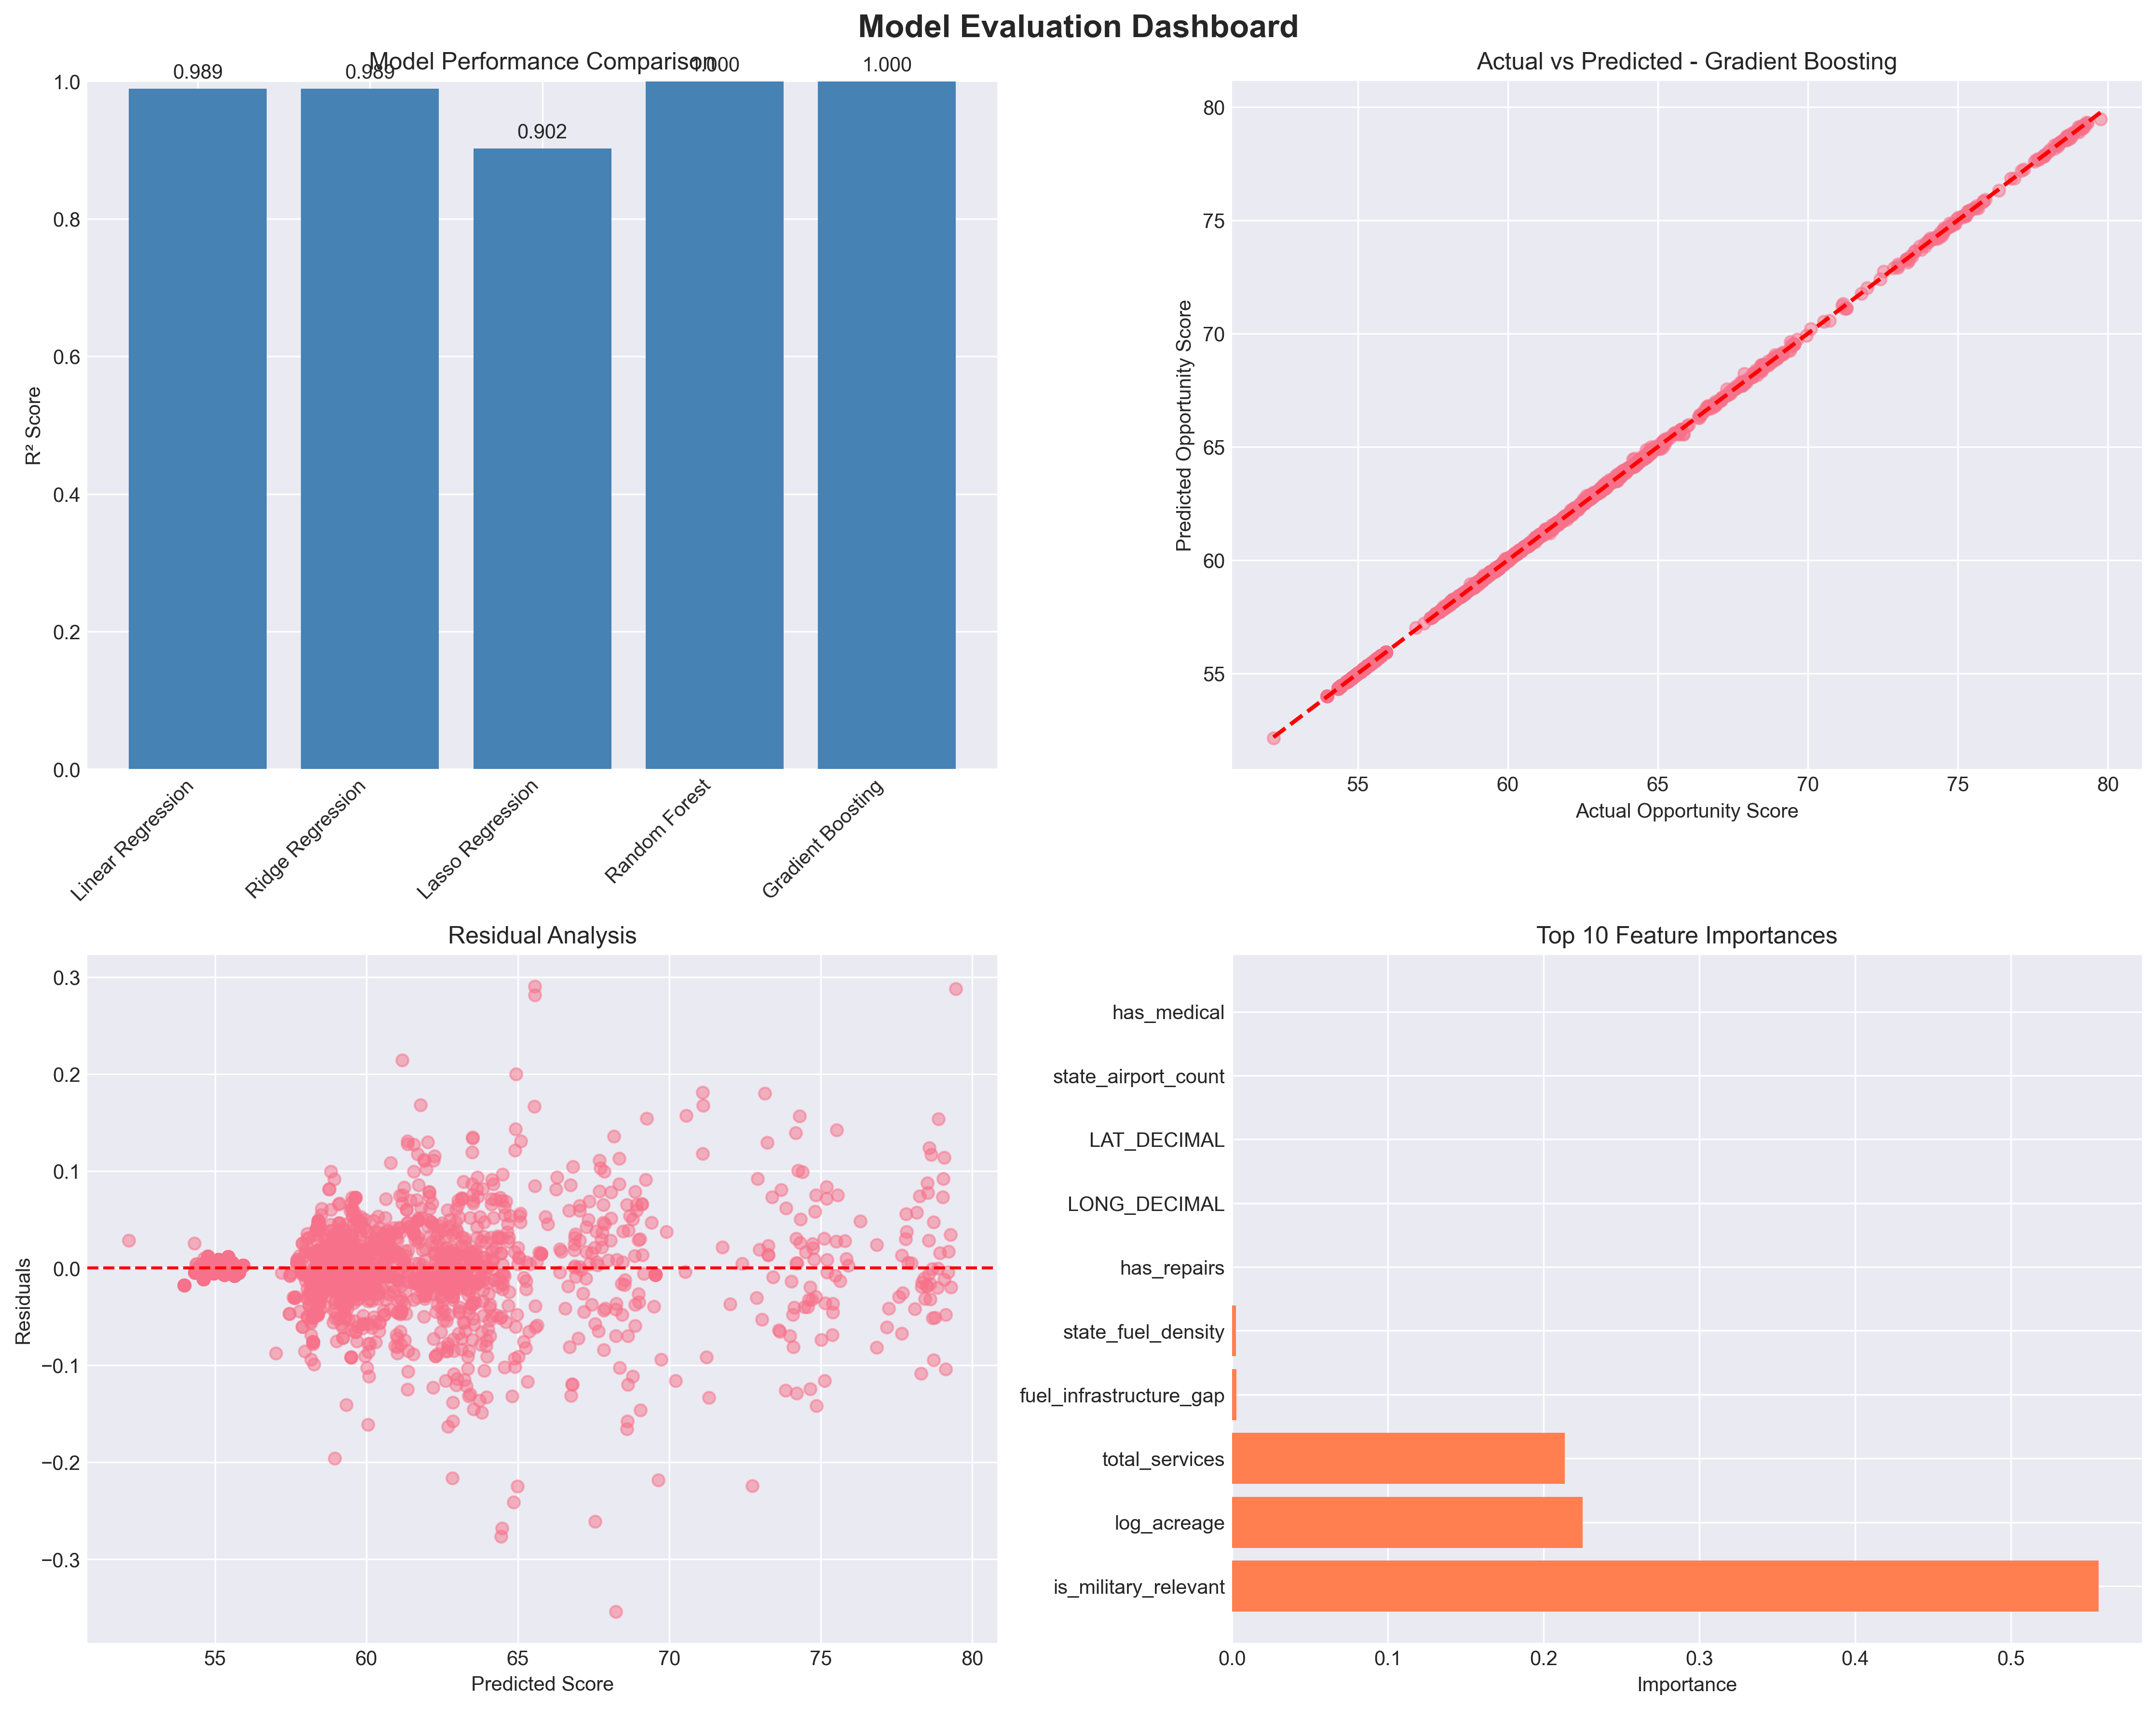 Model Evaluation Dashboard
Model Performance Comparison
0.989
0.989
0.902
1.000
1.000
R² Score
1.0
0.8
0.6
0.4
0.2
0.0
Linear Regression
Ridge Regression
Lasso Regression
Random Forest
Gradient Boosting
Actual vs Predicted - Gradient Boosting
Predicted Opportunity Score
80
75
70
65
60
55
55
60
65
70
75
80
Actual Opportunity Score
Residual Analysis
Residuals
0.3
0.2
0.1
0.0
−0.1
−0.2
−0.3
55
60
65
70
75
80
Predicted Score
Top 10 Feature Importances
has_medical
state_airport_count
LAT_DECIMAL
LONG_DECIMAL
has_repairs
state_fuel_density
fuel_infrastructure_gap
total_services
log_acreage
is_military_relevant
0.0
0.1
0.2
0.3
0.4
0.5
Importance